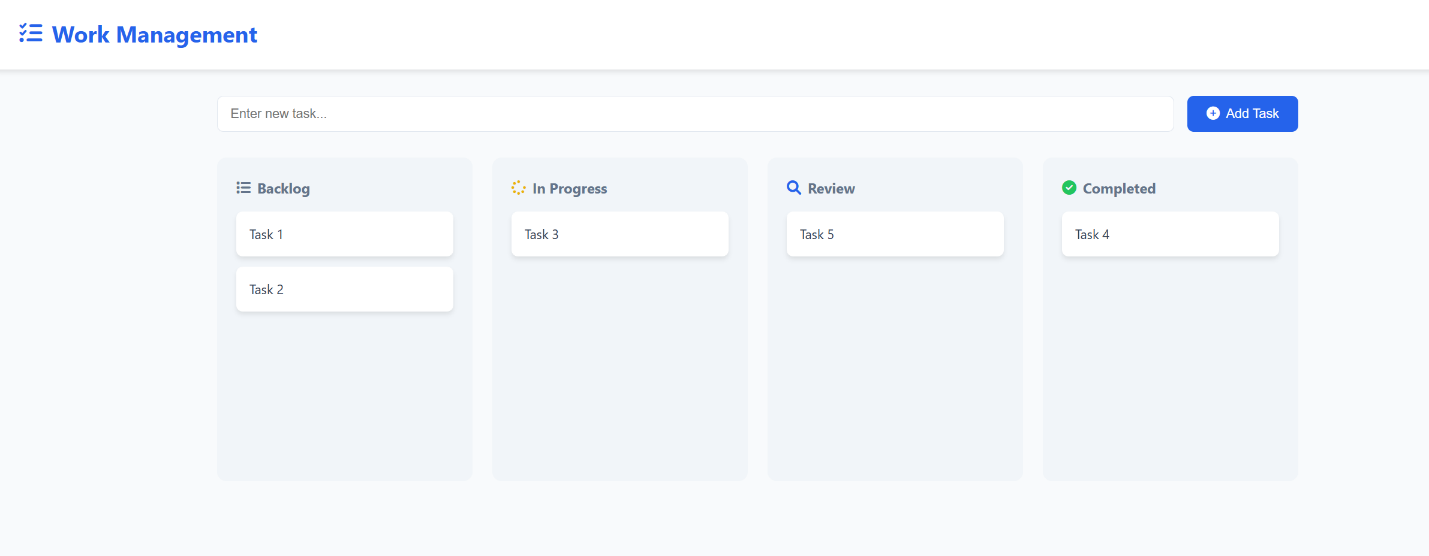 Work Management
Enter new task...
Add Task
Backlog
Task 1
Task 2
In Progress
Task 3
Review
Task 5
Completed
Task 4